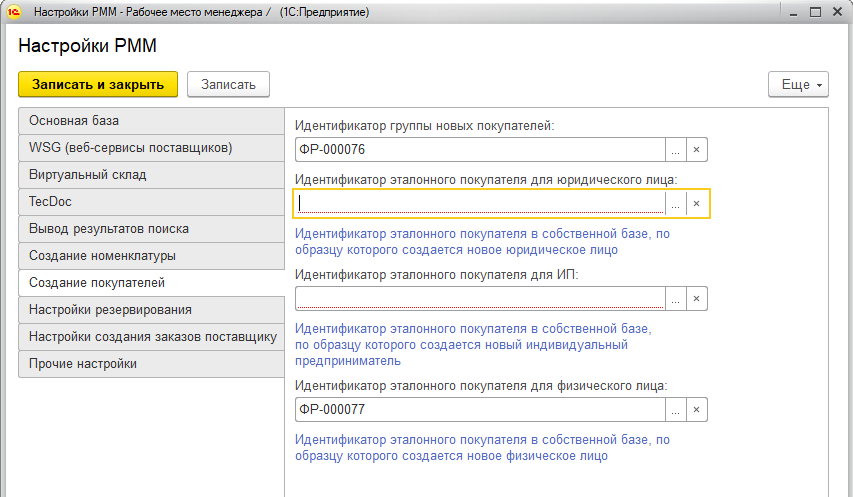 Настройки РММ - Рабочее место менеджера / (1С:Предприятие)
Настройки РММ
Записать и закрыть
Записать
Еще
Основная база
WSG (веб-сервисы поставщиков)
Виртуальный склад
TecDoc
Вывод результатов поиска
Создание номенклатуры
Создание покупателей
Настройки резервирования
Настройки создания заказов поставщику
Прочие настройки
Идентификатор группы новых покупателей:
ФР-000076
Идентификатор эталонного покупателя для юридического лица:
Идентификатор эталонного покупателя в собственной базе, по
образцу которого создается новое юридическое лицо
Идентификатор эталонного покупателя для ИП:
Идентификатор эталонного покупателя в собственной базе,
по образцу которого создается новый индивидуальный
предприниматель
Идентификатор эталонного покупателя для физического лица:
ФР-000077
Идентификатор эталонного покупателя в собственной базе, по
образцу которого создается новое физическое лицо